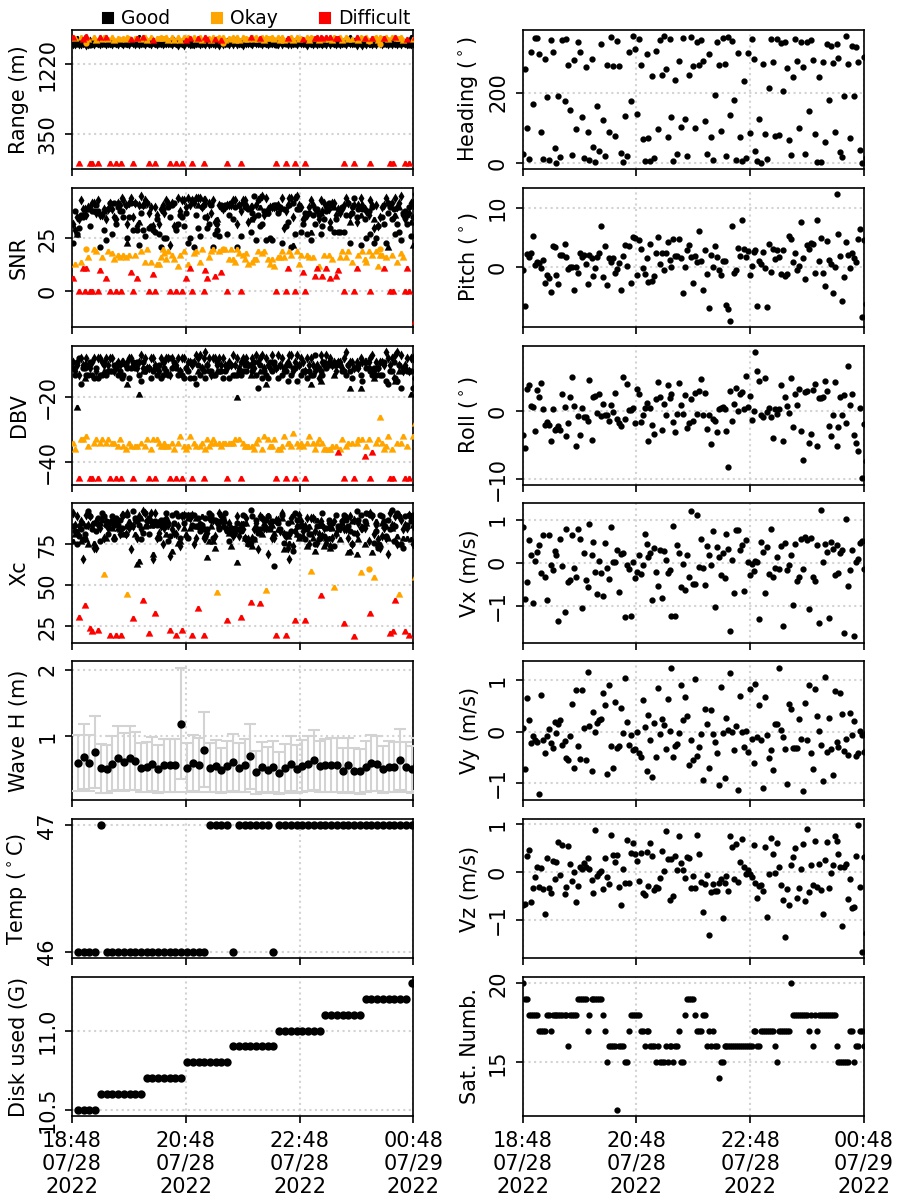 Good Okay Difficult
Range (m)
1220
350
Heading (°)
200
0
SNR
25
0
Pitch (°)
10
0
DBV
−20
−40
Roll (°)
0
−10
Xc
75
50
25
Vx (m/s)
1
0
−1
Wave H (m)
2
1
Vy (m/s)
1
0
−1
Temp (°C)
47
46
Vz (m/s)
1
0
−1
Disk used (G)
11.0
10.5
Sat. Numb.
20
15
18:48 20:48 22:48 00:48
07/28 07/28 07/28 07/29
2022 2022 2022 2022
18:48 20:48 22:48 00:48
07/28 07/28 07/28 07/29
2022 2022 2022 2022